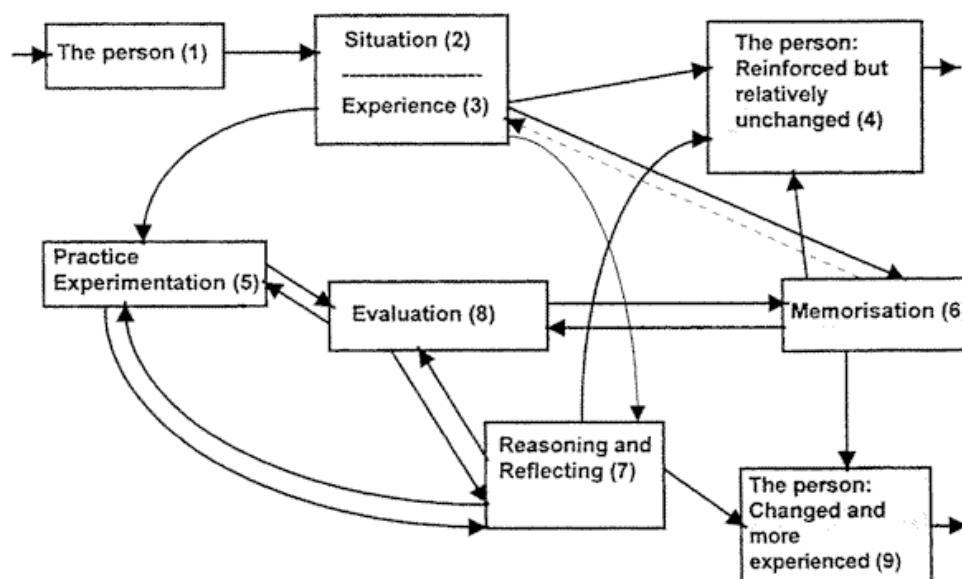 The person (1)
Situation (2)
Experience (3)
The person:
Reinforced but
relatively
unchanged (4)
Practice
Experimentation (5)
Evaluation (8)
Memorisation (6)
Reasoning and
Reflecting (7)
The person:
Changed and
more
experienced (9)